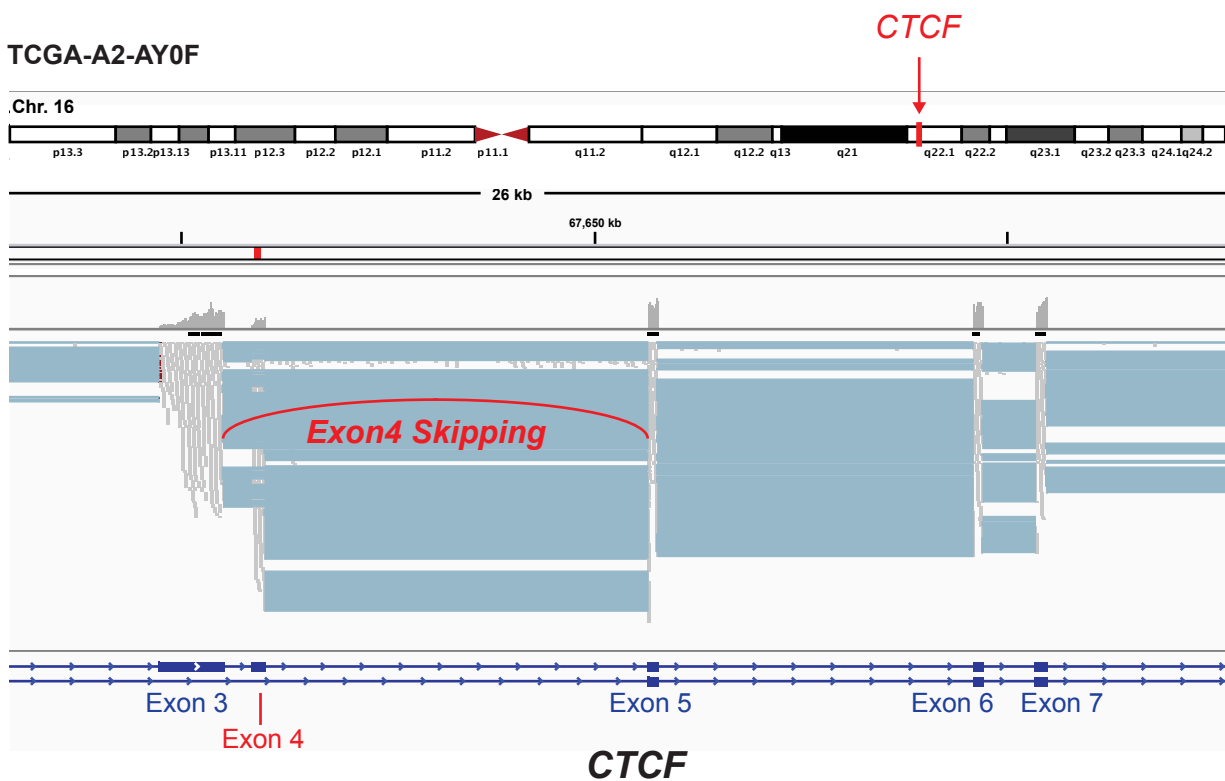 CTCF
TCGA-A2-AY0F
Chr. 16
p13.3 p13.2 p13.13 p13.11 p12.3 p12.2 p12.1 p11.2 p11.1 q11.2 q12.1 q12.2 q13 q21 q22.1 q22.2 q23.1 q23.2 q23.3 q24.1 q24.2
26 kb
67,650 kb
Exon4 Skipping
Exon 3 Exon 5 Exon 6 Exon 7
Exon 4
CTCF